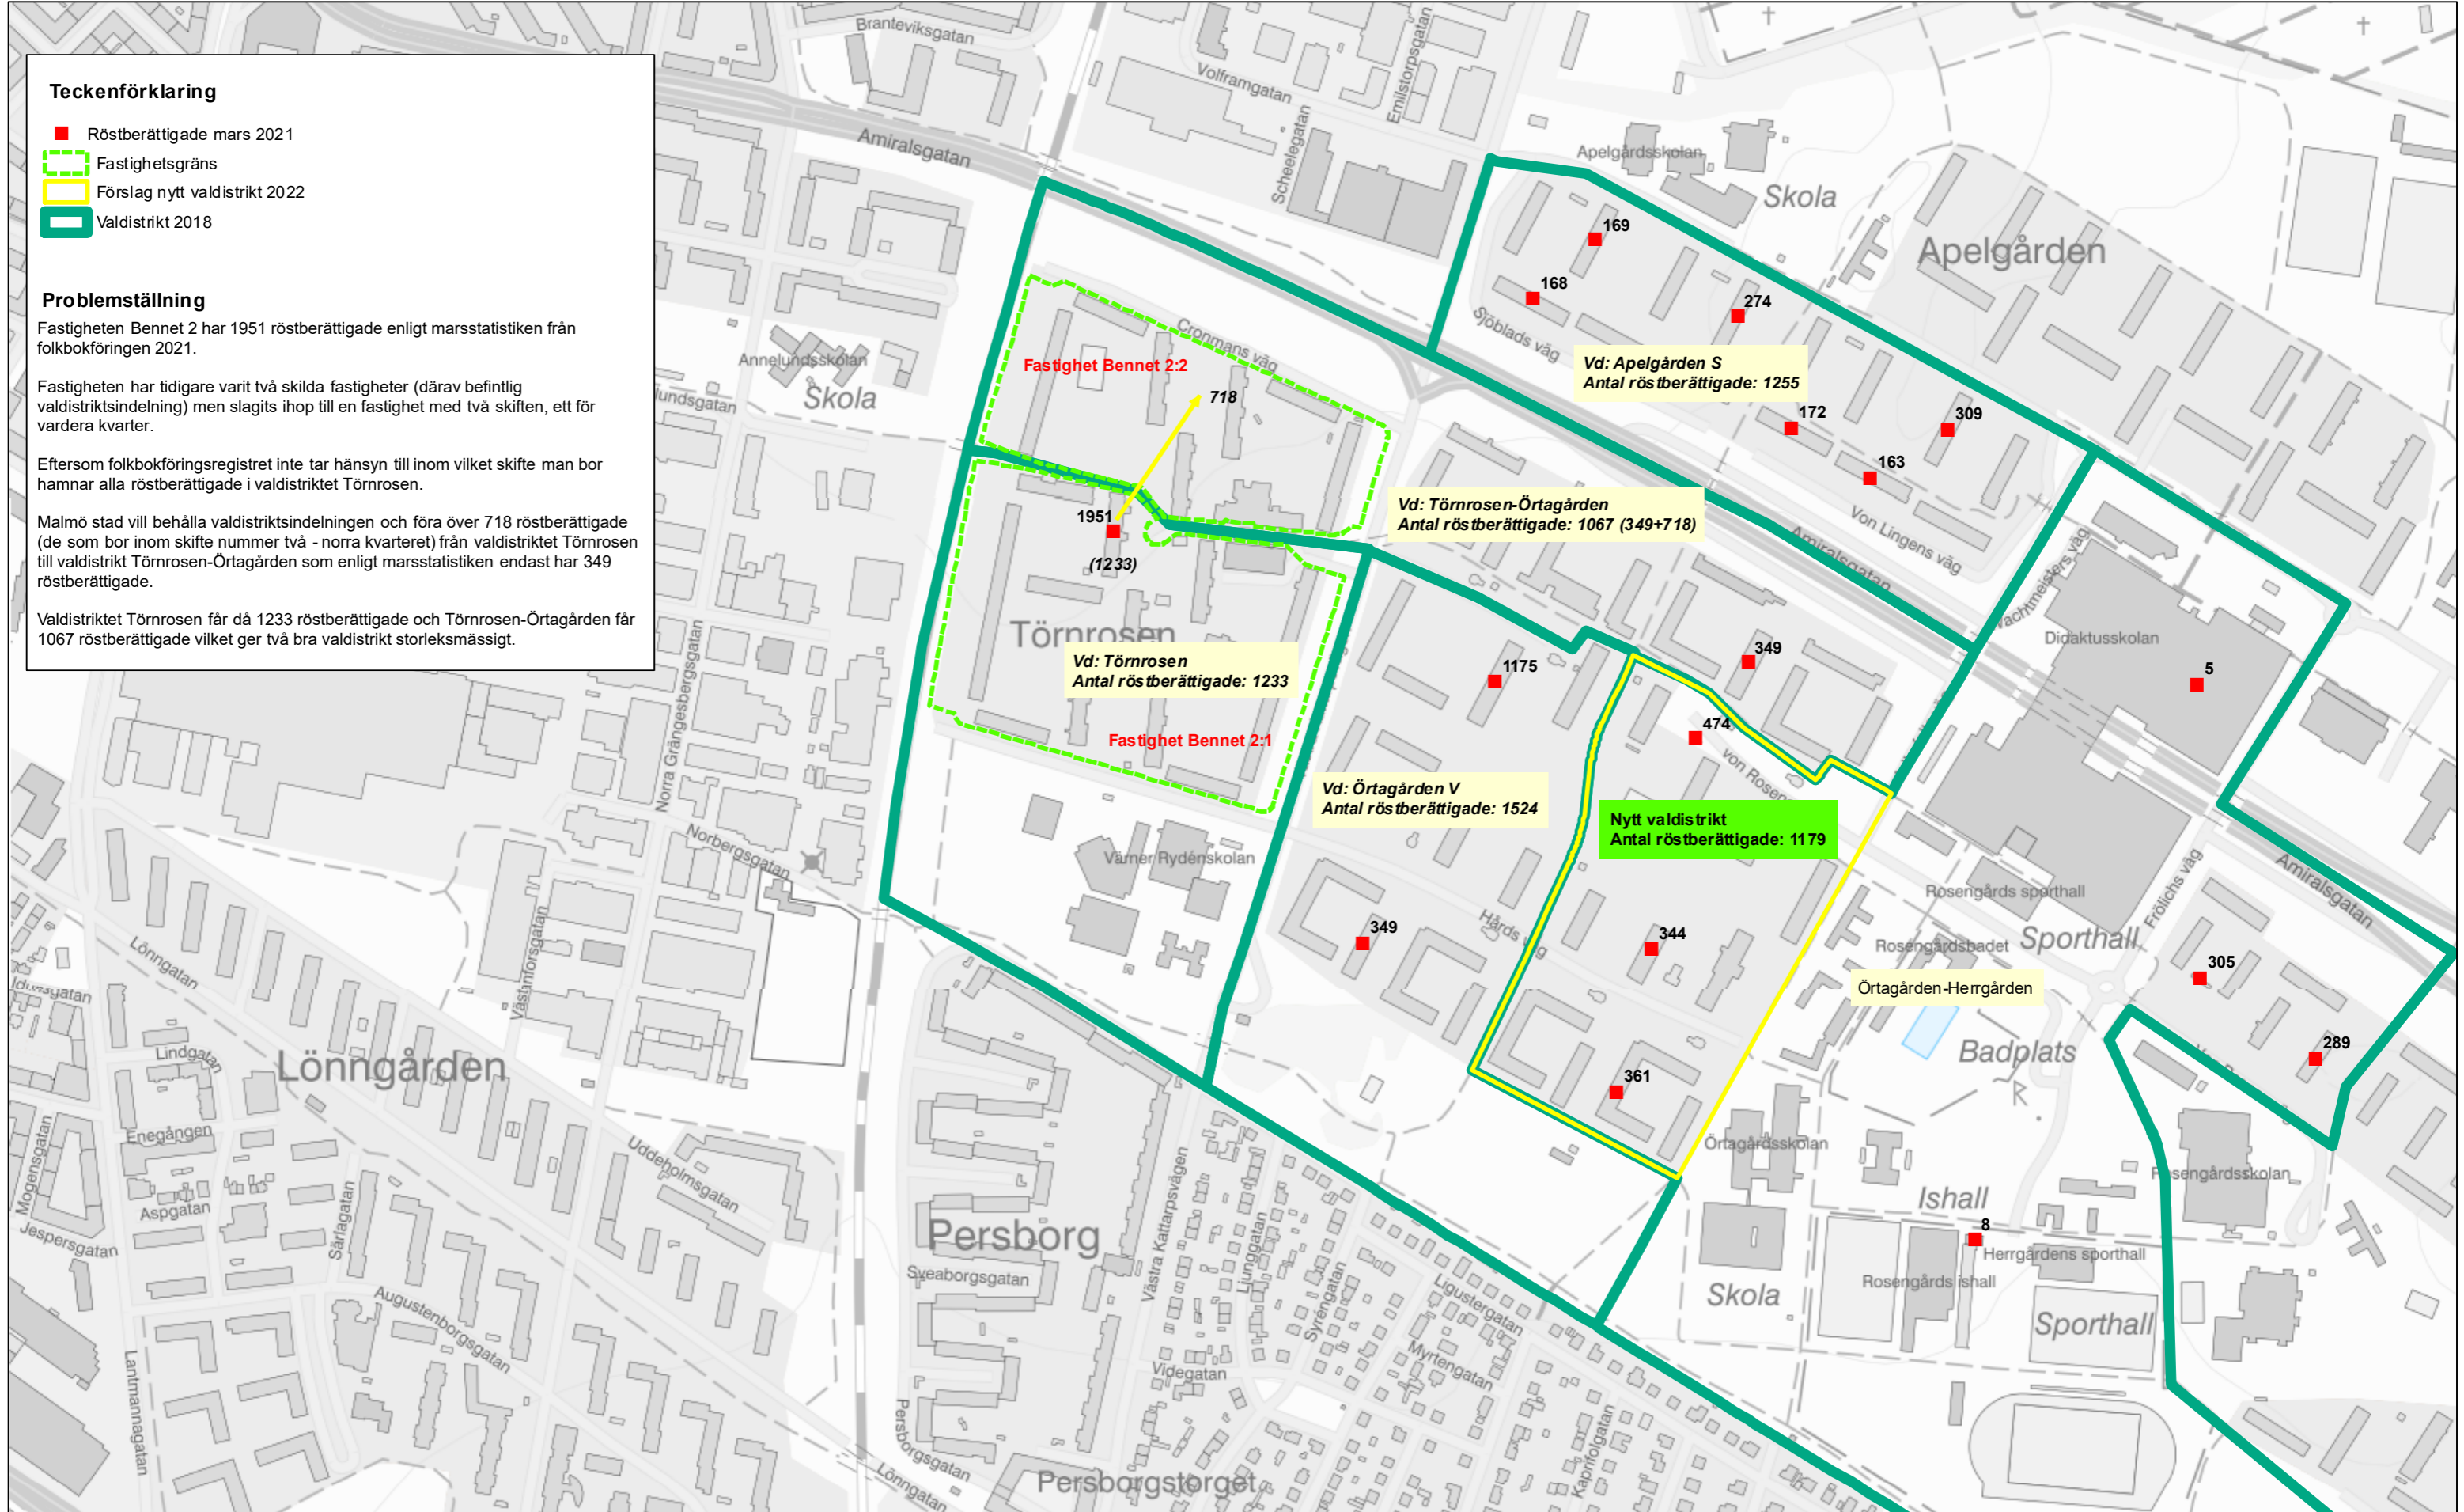 Teckenförklaring
Röstberättigade mars 2021
Fastighetsgräns
Förslag nytt valdistrikt 2022
Valdistrikt 2018
Problemställning
Fastigheten Bennet 2 har 1951 röstberättigade enligt marsstatistiken från
folkbokföringen 2021.
Fastigheten har tidigare varit två skilda fastigheter (därav befintlig
valdistriktsindelning) men slagits ihop till en fastighet med två skiften, ett för
vardera kvarter.
Eftersom folkbokföringsregistret inte tar hänsyn till inom vilket skifte man bor
hamnar alla röstberättigade i valdistriktet Törnrosen.
Malmö stad vill behålla valdistriktsindelningen och föra över 718 röstberättigade
(de som bor inom skifte nummer två - norra kvarteret) från valdistriktet Törnrosen
till valdistrikt Törnrosen-Örtagården som enligt marsstatistiken endast har 349
röstberättigade.
Valdistriktet Törnrosen får då 1233 röstberättigade och Törnrosen-Örtagården får
1067 röstberättigade vilket ger två bra valdistrikt storleksmässigt.
Branteviksgatan
Volframgatan
Emilstorpsgatan
Scheelegatan
Amiralsgatan
Apelgårdsskolan
Skola
Apelgården
169
168
274
Sjöblads väg
Vd: Apelgården S
Antal röstberättigade: 1255
172
309
163
Von Lingens väg
Amiralsgatan
Vachtmeisters väg
Cronmans väg
Fastighet Bennet 2:2
718
Annelundsskolan
Skola
lundsgatan
1951
(1233)
Vd: Törnrosen-Örtagården
Antal röstberättigade: 1067 (349+718)
Törnrosen
Vd: Törnrosen
Antal röstberättigade: 1233
Fastighet Bennet 2:1
1175
349
474
von Rosens
Didaktusskolan
5
Vd: Örtagården V
Antal röstberättigade: 1524
Nytt valdistrikt
Antal röstberättigade: 1179
Norra Grängesbergsgatan
Norbergsgatan
Värner Rydénskolan
349
Hårds väg
344
361
Rosengårds sporthall
Rosengårdsbadet
Sporthall
Frölichs väg
Amiralsgatan
Örtagården-Herrgården
305
289
Badplats
Örtagårdsskolan
Rosengårdsskolan
Ishall
8
Herrgårdens sporthall
Rosengårds ishall
Skola
Sporthall
Lönngatan
Västanforsgatan
Lindgatan
Lönngården
Enegången
Mogensgatan
Aspgatan
Jespersgatan
Särlagatan
Uddeholmsgatan
Augustenborgsgatan
Lantmannagatan
Persborg
Sveaborgsgatan
Västra Kattarpsvägen
Ljunggatan
Syrengatan
Ligustergatan
Myrtengatan
Videgatan
Kaprifolgatan
Persborgsgatan
Lönngatan
Persborgstorget